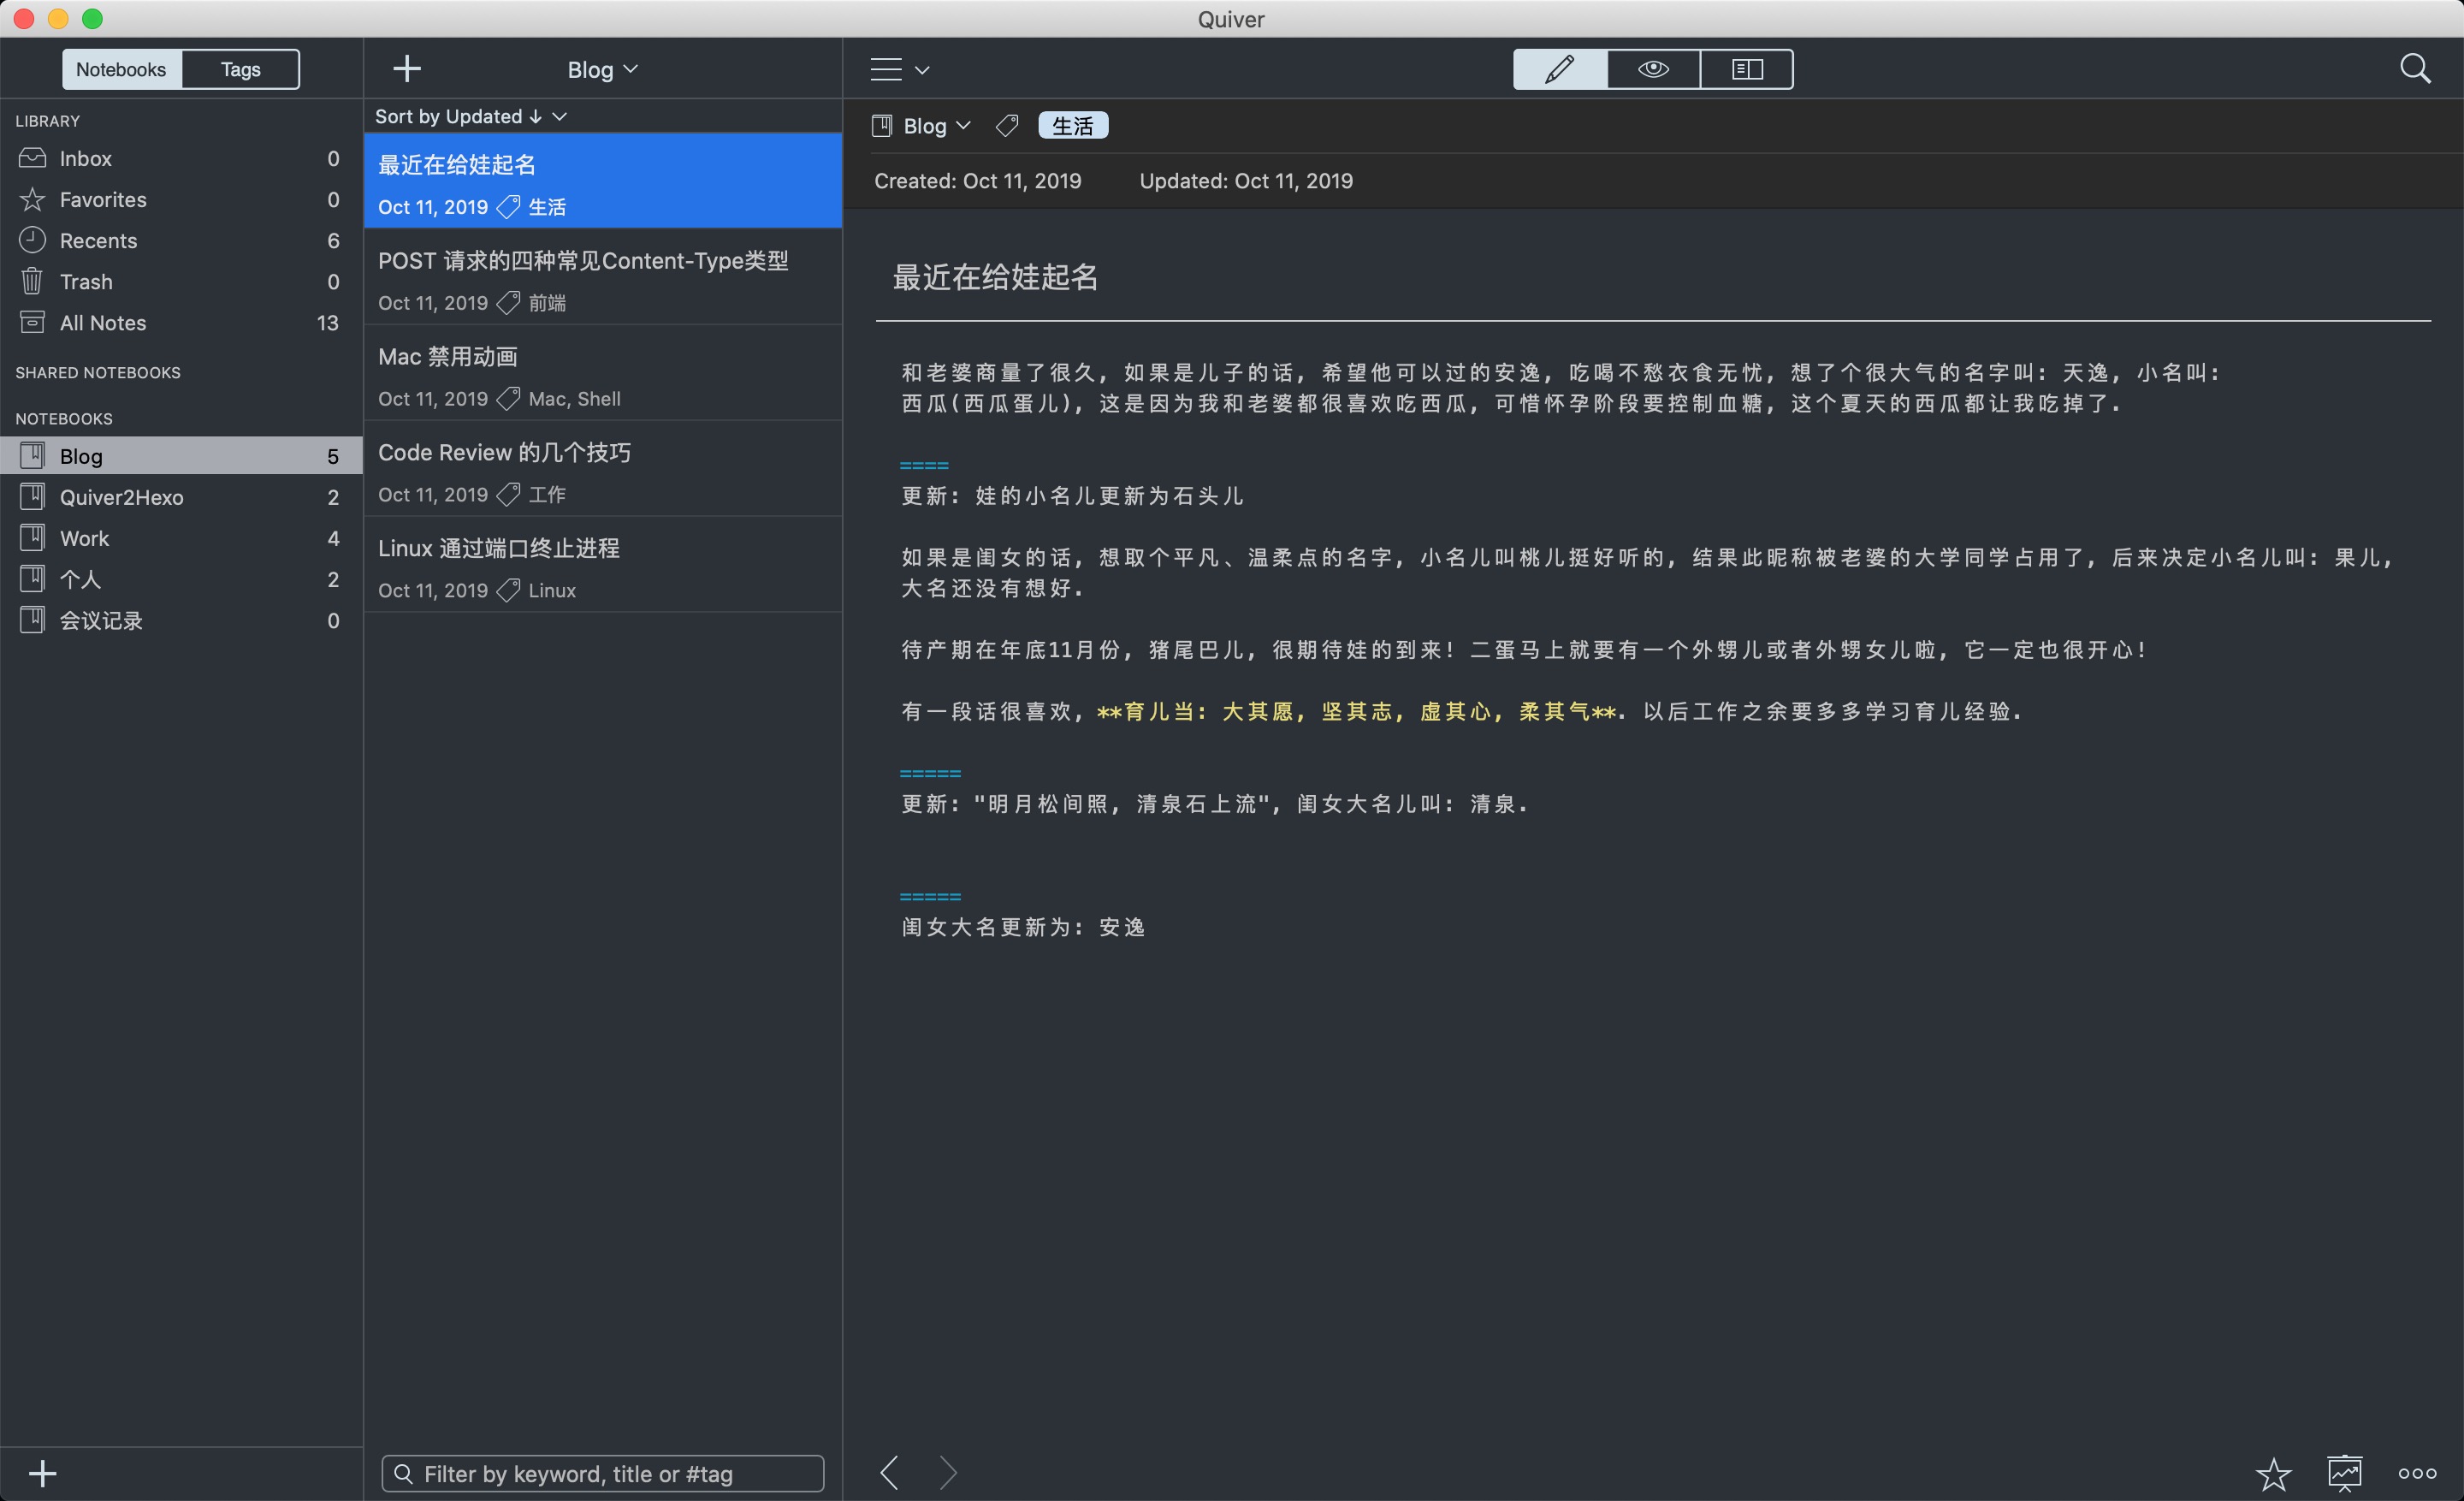 Quiver
Notebooks
Tags
LIBRARY
Inbox 0
Favorites 0
Recents 6
Trash 0
All Notes 13
SHARED NOTEBOOKS
NOTEBOOKS
Blog 5
Quiver2Hexo 2
Work 4
个人 2
会议记录 0
Blog
Sort by Updated ↓
最近在给娃起名
Oct 11, 2019 生活
POST 请求的四种常见Content-Type类型
Oct 11, 2019 前端
Mac 禁用动画
Oct 11, 2019 Mac, Shell
Code Review 的几个技巧
Oct 11, 2019 工作
Linux 通过端口终止进程
Oct 11, 2019 Linux
Filter by keyword, title or #tag
Blog 生活
Created: Oct 11, 2019 Updated: Oct 11, 2019
最近在给娃起名
和老婆商量了很久, 如果是儿子的话, 希望他可以过的安逸, 吃喝不愁衣食无忧, 想了个很大气的名字叫: 天逸, 小名叫:
西瓜(西瓜蛋儿), 这是因为我和老婆都很喜欢吃西瓜, 可惜怀孕阶段要控制血糖, 这个夏天的西瓜都让我吃掉了.
====
更新: 娃的小名儿更新为石头儿
如果是闺女的话, 想取个平凡、温柔点的名字, 小名儿叫桃儿挺好听的, 结果此昵称被老婆的大学同学占用了, 后来决定小名儿叫: 果儿,
大名还没有想好.
待产期在年底11月份, 猪尾巴儿, 很期待娃的到来! 二蛋马上就要有一个外甥儿或者外甥女儿啦, 它一定也很开心!
有一段话很喜欢, **育儿当: 大其愿, 坚其志, 虚其心, 柔其气**. 以后工作之余要多多学习育儿经验.
=====
更新: "明月松间照, 清泉石上流", 闺女大名儿叫: 清泉.
=====
闺女大名更新为: 安逸